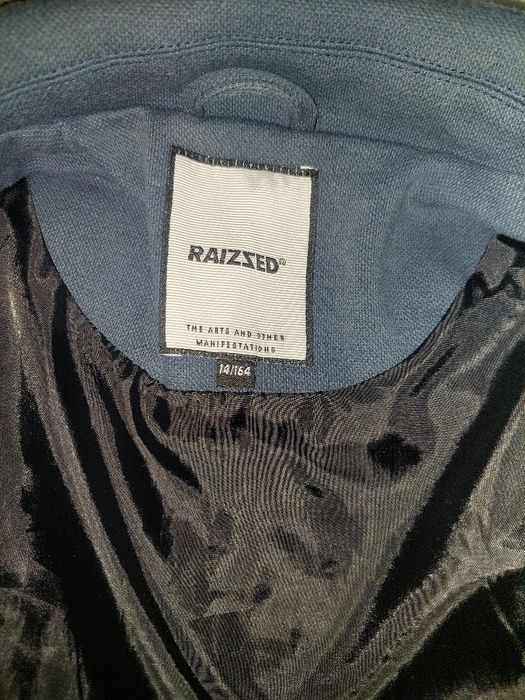 RAIZZED®
THE ARTS AND OTHER
MANIFESTATIONS
14/164